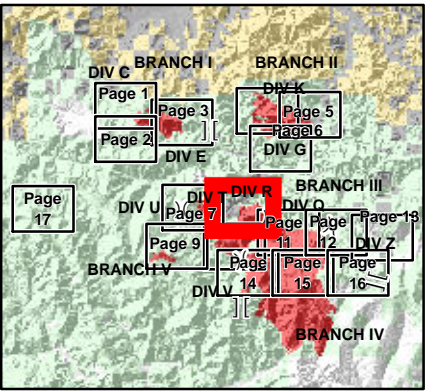 BRANCH I
BRANCH II
DIV C
DIV K
Page 1
Page 3
Page 5
Page 2
Page 6
DIV E
DIV G
BRANCH III
DIV T
DIV R
Page
17
DIV U
Page 7
DIV Q
Page
11
Page
12
Page 13
Page 9
DIV Z
BRANCH V
Page
14
Page
15
Page
16
DIV V
BRANCH IV